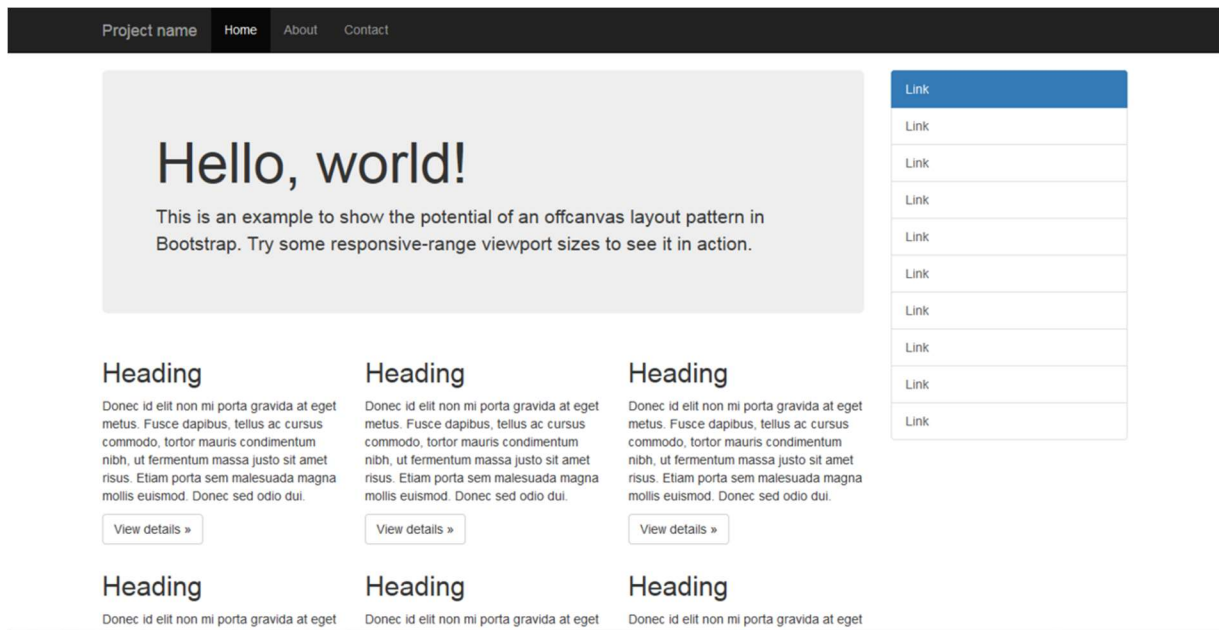 Project name Home About Contact
Hello, world!
This is an example to show the potential of an offcanvas layout pattern in
Bootstrap. Try some responsive-range viewport sizes to see it in action.
Link
Link
Link
Link
Link
Link
Link
Link
Link
Link
Heading
Donec id elit non mi porta gravida at eget
metus. Fusce dapibus, tellus ac cursus
commodo, tortor mauris condimentum
nibh, ut fermentum massa justo sit amet
risus. Etiam porta sem malesuada magna
mollis euismod. Donec sed odio dui.
View details »
Heading
Donec id elit non mi porta gravida at eget
metus. Fusce dapibus, tellus ac cursus
commodo, tortor mauris condimentum
nibh, ut fermentum massa justo sit amet
risus. Etiam porta sem malesuada magna
mollis euismod. Donec sed odio dui.
View details »
Heading
Donec id elit non mi porta gravida at eget
metus. Fusce dapibus, tellus ac cursus
commodo, tortor mauris condimentum
nibh, ut fermentum massa justo sit amet
risus. Etiam porta sem malesuada magna
mollis euismod. Donec sed odio dui.
View details »
Heading
Donec id elit non mi porta gravida at eget
Heading
Donec id elit non mi porta gravida at eget
Heading
Donec id elit non mi porta gravida at eget